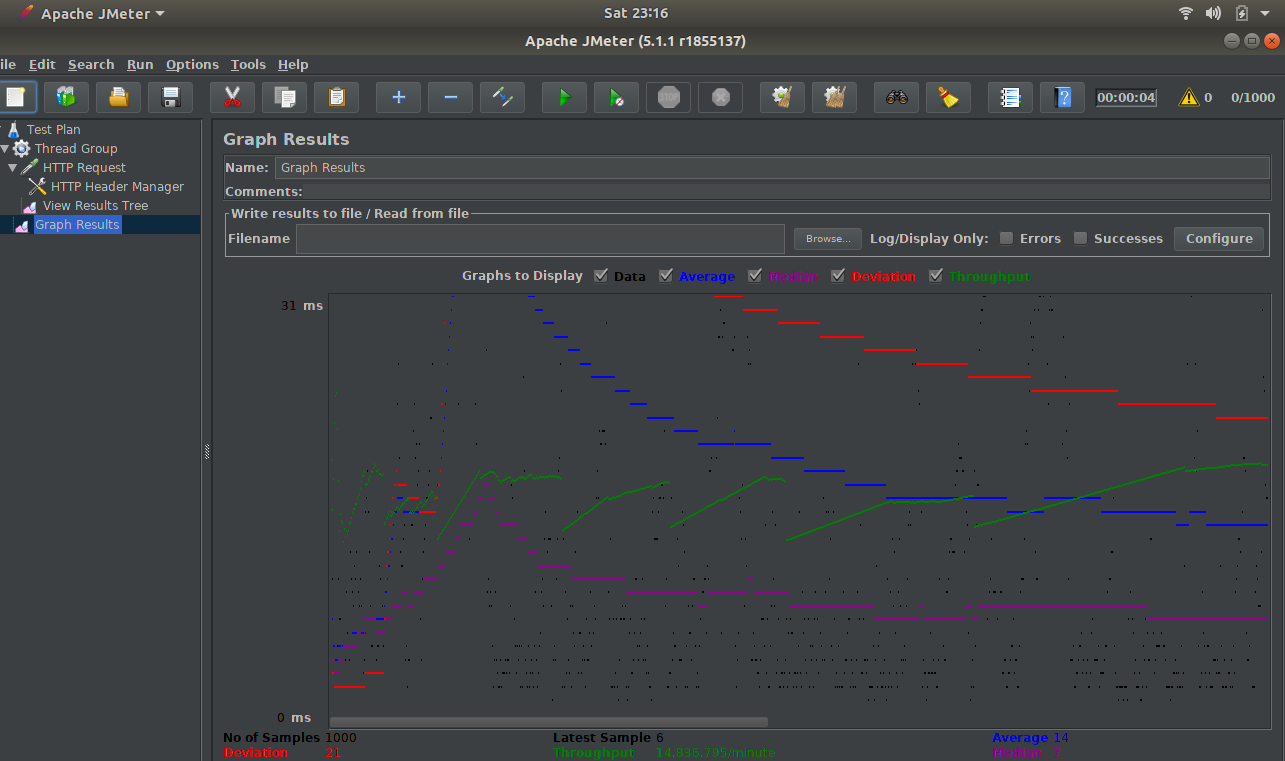 Apache JMeter
Sat 23:16
Apache JMeter (5.1.1 r1855137)
ile Edit Search Run Options Tools Help
STOP
00:00:04
0
0/1000
Test Plan
Thread Group
HTTP Request
HTTP Header Manager
View Results Tree
Graph Results
Graph Results
Name: Graph Results
Comments:
Write results to file / Read from file
Filename Browse... Log/Display Only: Errors Successes Configure
Graphs to Display Data Average Median Deviation Throughput
31 ms
0 ms
No of Samples 1000 Latest Sample 6 Average 14
Deviation 21 Throughput 14,836.795/minute Median 7